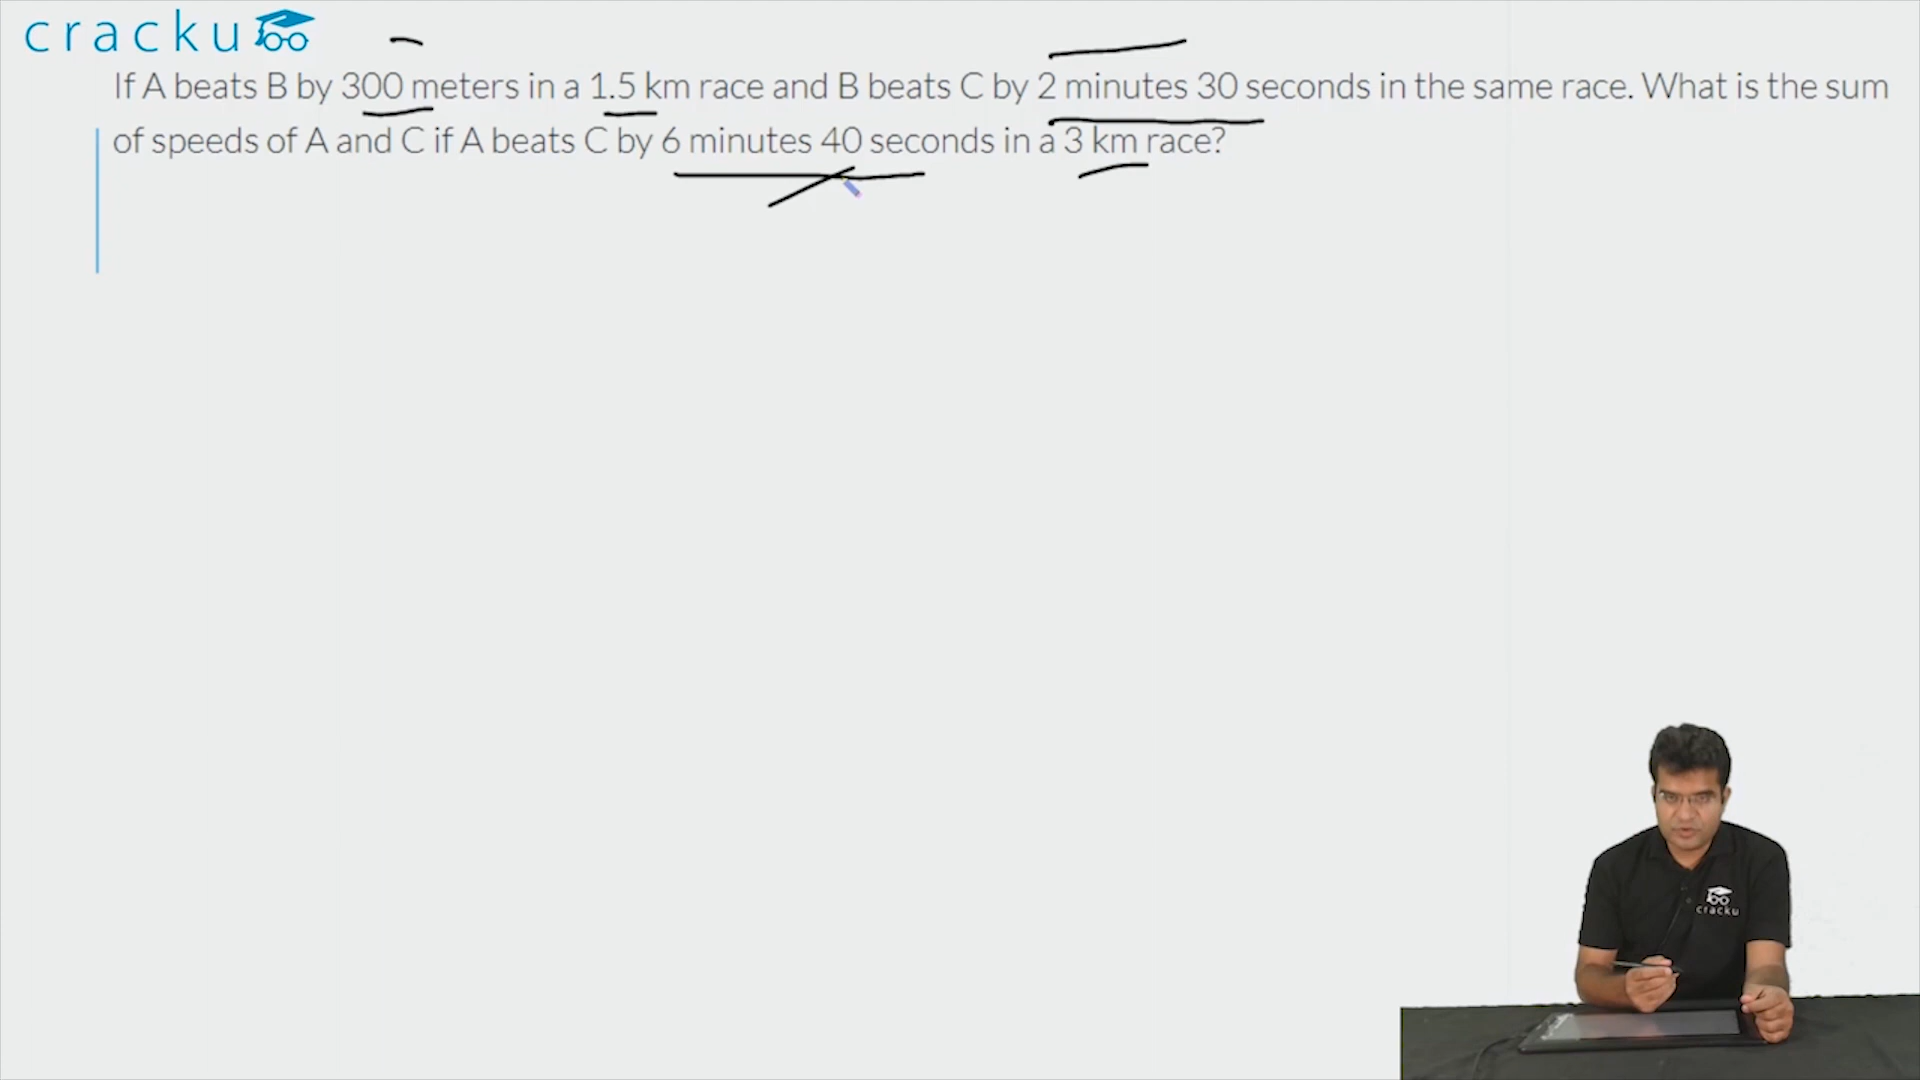 cracku
If A beats B by 300 meters in a 1.5 km race and B beats C by 2 minutes 30 seconds in the same race. What is the sum
of speeds of A and C if A beats C by 6 minutes 40 seconds in a 3 km race?
cracku